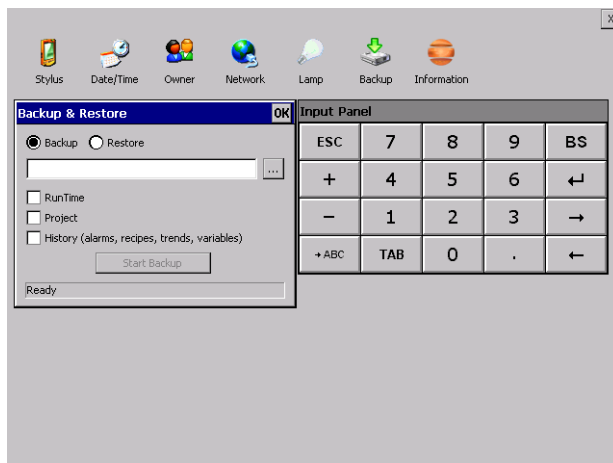 X
Stylus Date/Time Owner Network Lamp Backup Information
Backup & Restore OK
Backup Restore
...
RunTime
Project
History (alarms, recipes, trends, variables)
Start Backup
Ready
Input Panel
ESC 7 8 9 BS
+ 4 5 6 ↵
- 1 2 3 →
→ABC TAB 0 . ←